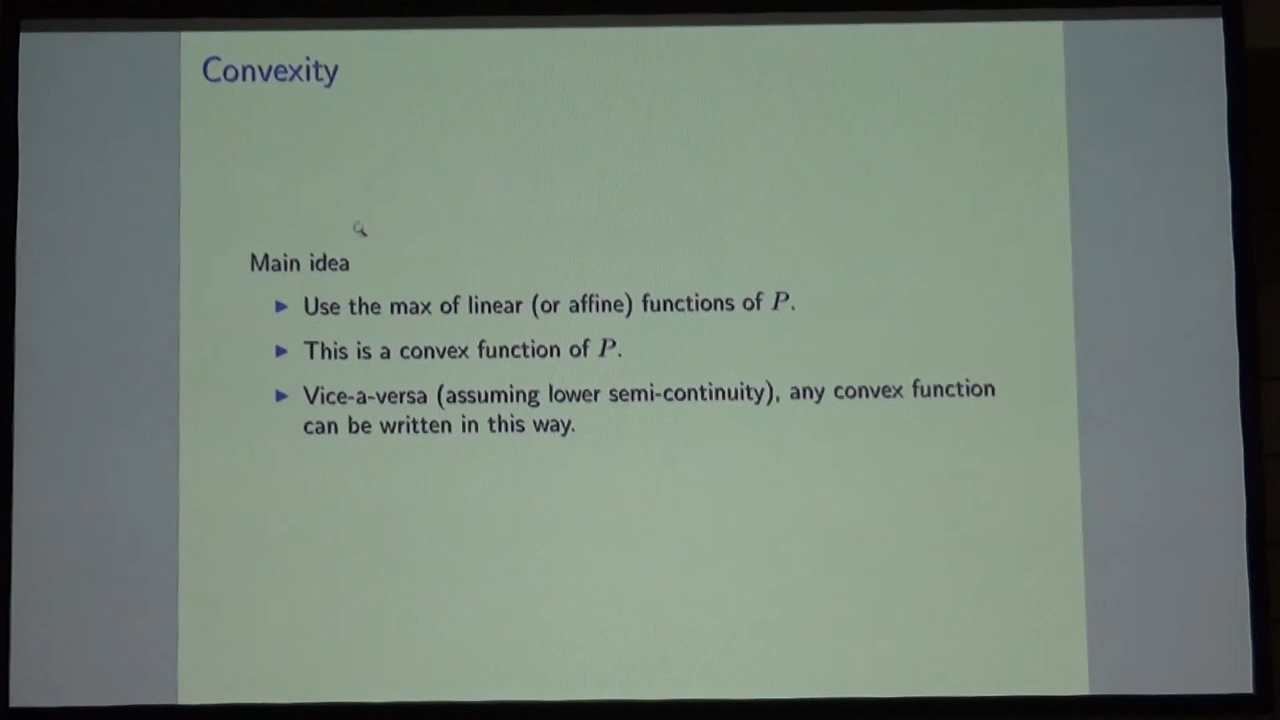 Convexity
Main idea
▶ Use the max of linear (or affine) functions of P.
▶ This is a convex function of P.
▶ Vice-a-versa (assuming lower semi-continuity), any convex function
can be written in this way.